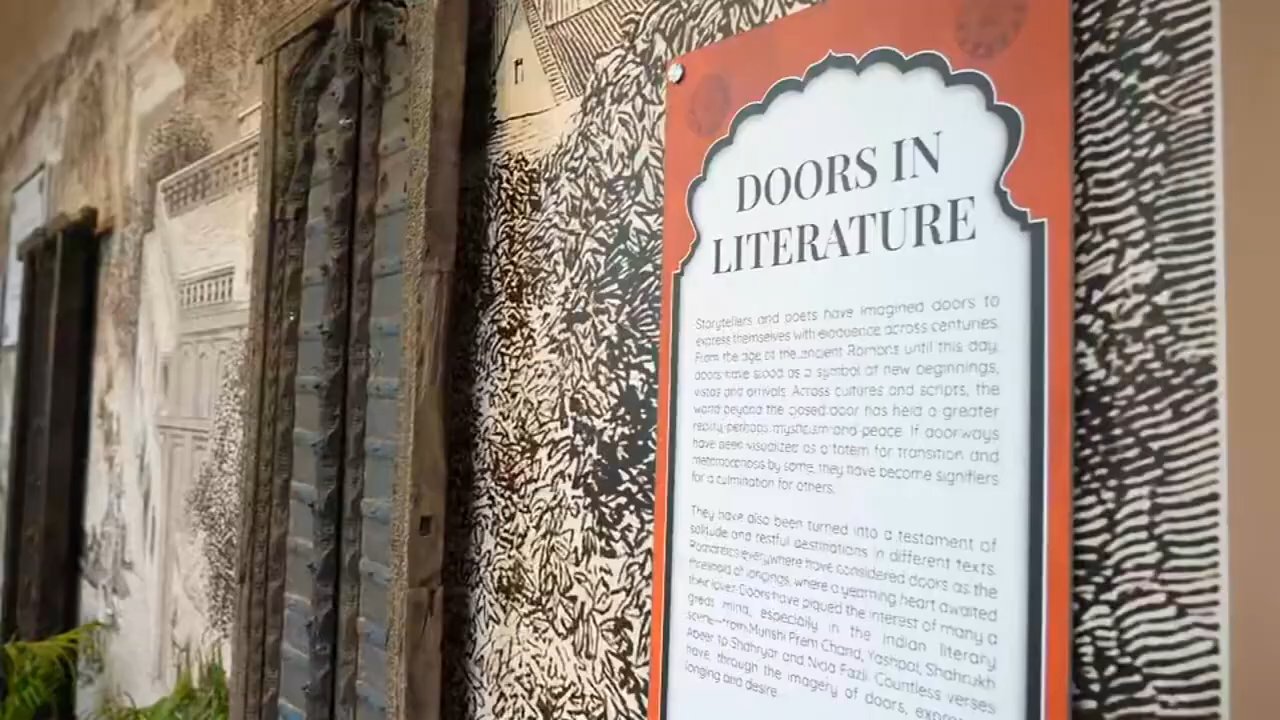 DOORS IN
LITERATURE
Storytellers and poets have imagined doors to
express themselves with eloquence across centuries.
From the age of the ancient Romans until this day,
doors have stood as a symbol of new beginnings,
vistas and arrivals. Across cultures and scripts, the
world beyond the closed door has held a greater
reality-perhaps mysticism and peace. If doorways
have been visualized as a totem for transition and
metamorphosis by some, they have become signifiers
for a culmination for others.
They have also been turned into a testament of
solitude and restful destinations in different texts.
Romantics everywhere have considered doors as the
threshold of longings, where a yearning heart awaited
their lover. Doors have piqued the interest of many a
great mind, especially in the Indian literary
scene—from Munshi Prem Chand, Yashpal, Shahrukh
Abeer to Shahryar and Nida Fazli. Countless verses
have, through the imagery of doors,
longing and desire.